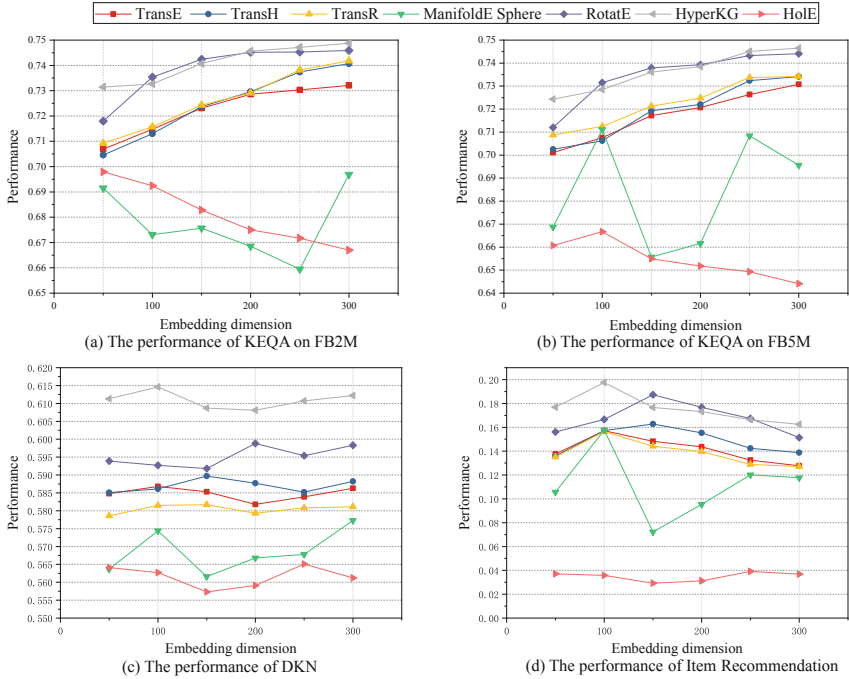 TransE TransH TransR ManifoldE Sphere RotatE HyperKG HolE
0.75
0.74
0.73
0.72
0.71
0.70
0.69
0.68
0.67
0.66
0.65
Performance
0 100 200 300
Embedding dimension
(a) The performance of KEQA on FB2M
0.75
0.74
0.73
0.72
0.71
0.70
0.69
0.68
0.67
0.66
0.65
0.64
Performance
0 100 200 300
Embedding dimension
(b) The performance of KEQA on FB5M
0.620
0.615
0.610
0.605
0.600
0.595
0.590
0.585
0.580
0.575
0.570
0.565
0.560
0.555
0.550
Performance
0 100 200 300
Embedding dimension
(c) The performance of DKN
0.20
0.18
0.16
0.14
0.12
0.10
0.08
0.06
0.04
0.02
0.00
Performance
0 100 200 300
Embedding dimension
(d) The performance of Item Recommendation